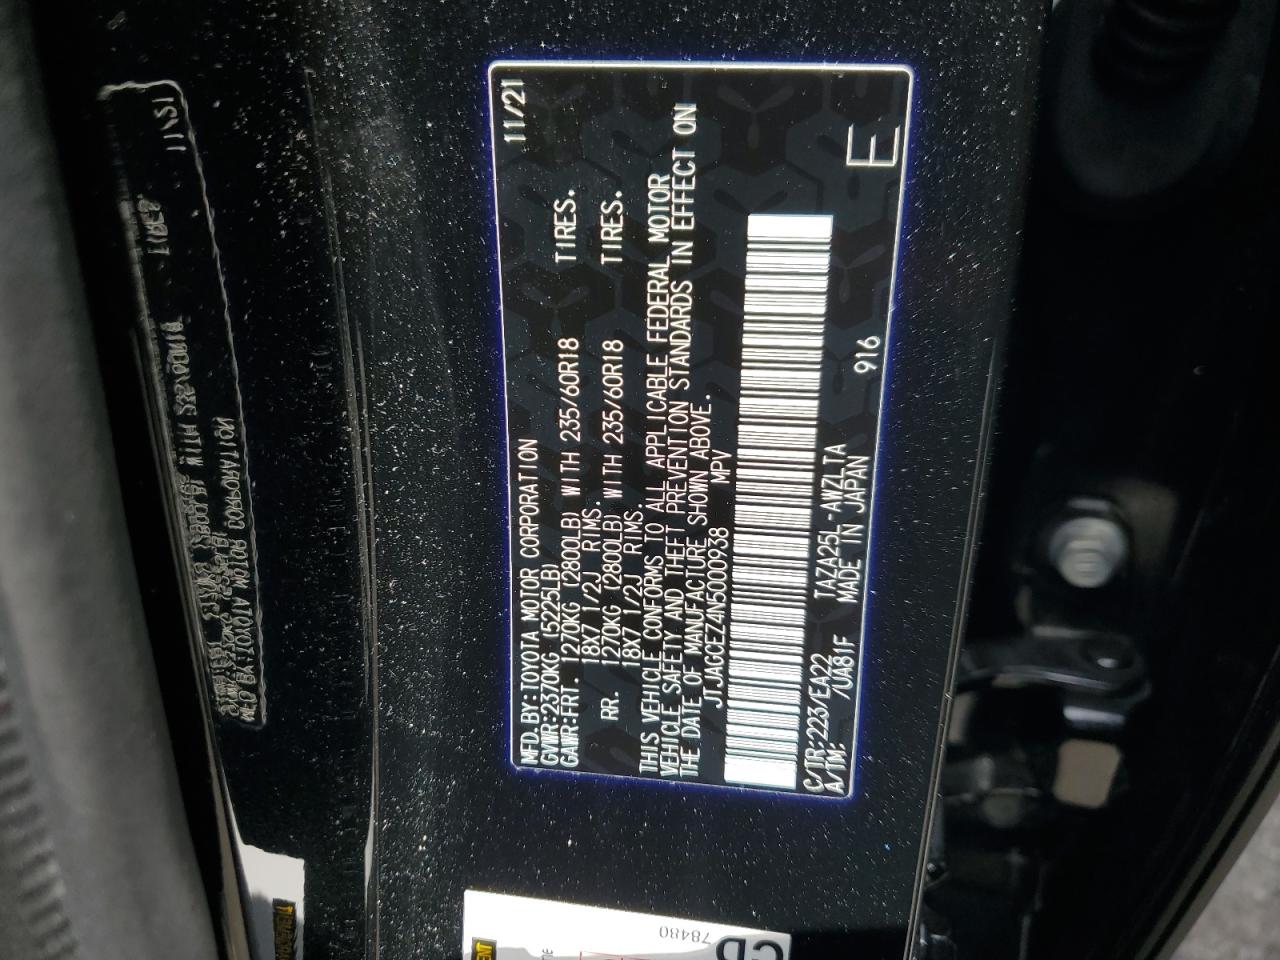 MFD. BY: TOYOTA MOTOR CORPORATION 11/21
GVWR: 2370KG (5225LB)
GAWR: FRT. 1270KG (2800LB) WITH 235/60R18 TIRES.
18X7 1/2J RIMS.
RR. 1270KG (2800LB) WITH 235/60R18 TIRES.
18X7 1/2J RIMS.
THIS VEHICLE CONFORMS TO ALL APPLICABLE FEDERAL MOTOR
VEHICLE SAFETY AND THEFT PREVENTION STANDARDS IN EFFECT ON
THE DATE OF MANUFACTURE SHOWN ABOVE.
JTJAGCEZ4N5000938 MPV
C/TR: 223/EA22 TAZA25L-AWZLTA 916 E
A/TM: /UA81F MADE IN JAPAN
78480